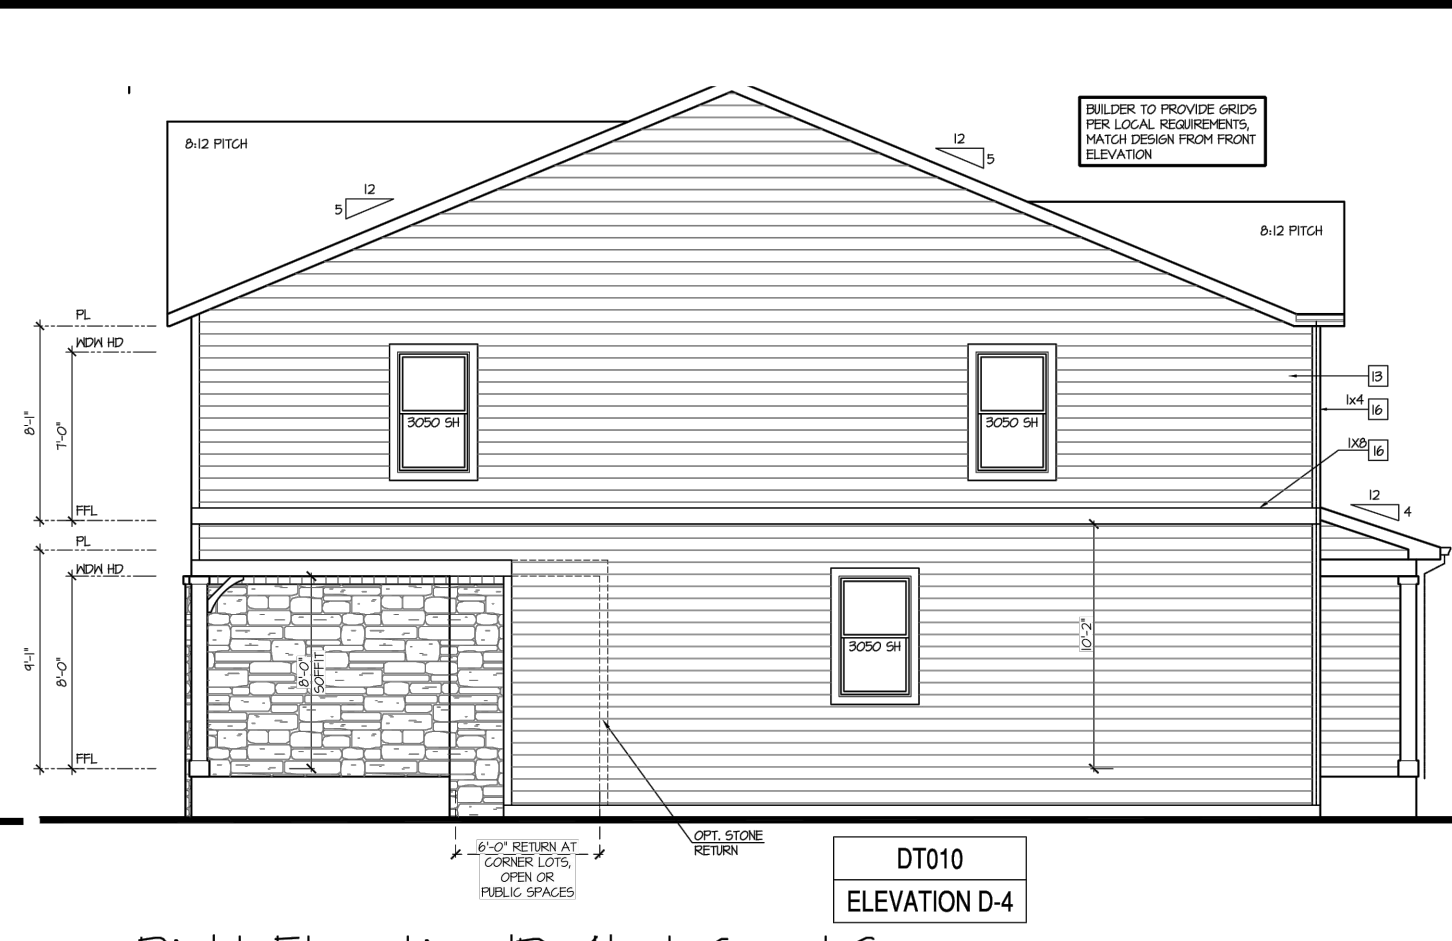 BUILDER TO PROVIDE GRIDS
PER LOCAL REQUIREMENTS,
MATCH DESIGN FROM FRONT
ELEVATION
8:12 PITCH
12
5
12
5
8:12 PITCH
PL
WDW HD
8'-1"
7'-0"
FFL
3050 SH
3050 SH
13
1x4 16
1X8 16
12
4
PL
WDW HD
9'-1"
8'-0"
FFL
8'-0"
SOFFIT
3050 SH
10'-2"
OPT. STONE
RETURN
6'-0" RETURN AT
CORNER LOTS,
OPEN OR
PUBLIC SPACES
DT010
ELEVATION D-4